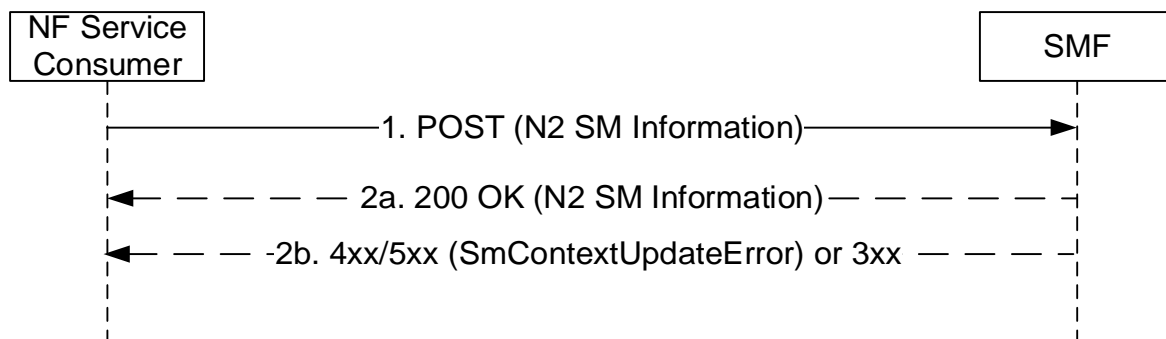 NF Service
Consumer
SMF
1. POST (N2 SM Information)
2a. 200 OK (N2 SM Information)
2b. 4xx/5xx (SmContextUpdateError) or 3xx